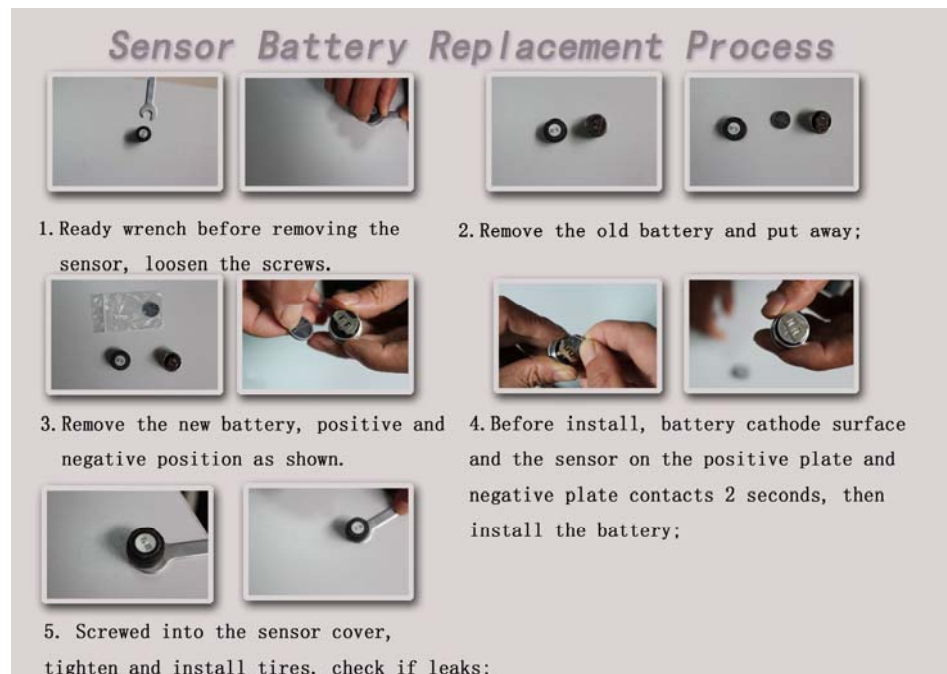 Sensor Battery Replacement Process
1.Ready wrench before removing the
sensor, loosen the screws.
2.Remove the old battery and put away;
3.Remove the new battery, positive and
negative position as shown.
4.Before install, battery cathode surface
and the sensor on the positive plate and
negative plate contacts 2 seconds, then
install the battery;
5. Screwed into the sensor cover,
tighten and install tires, check if leaks;